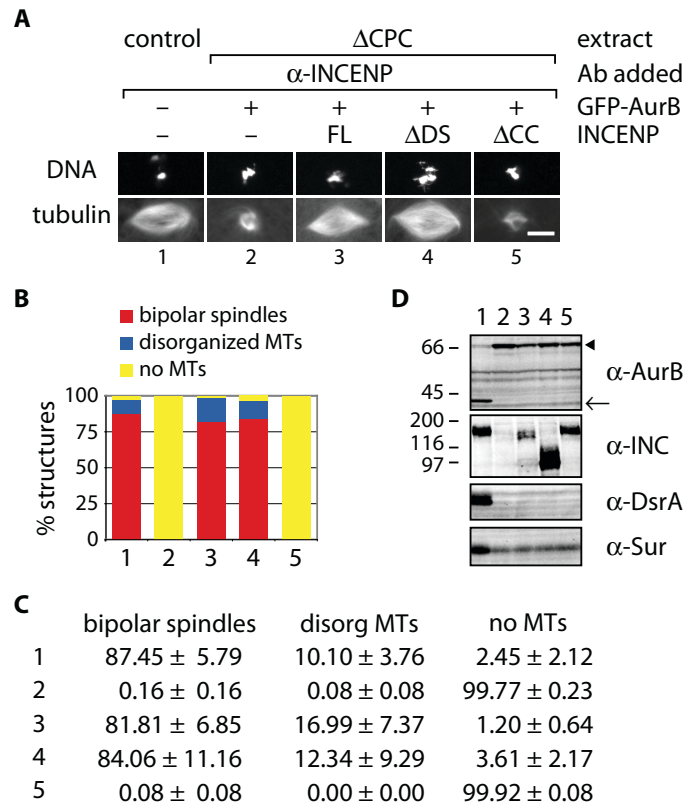 A
control ΔCPC extract
α-INCENP Ab added
– + + + + GFP-AurB
– – FL ΔDS ΔCC INCENP
DNA
tubulin
1 2 3 4 5
B
bipolar spindles
disorganized MTs
no MTs
% structures
100
75
50
25
0
1 2 3 4 5
D
1 2 3 4 5
66 –
45 –
α-AurB
200 –
116 –
97 –
α-INC
α-DsrA
α-Sur
C
bipolar spindles disorg MTs no MTs
1 87.45 ± 5.79 10.10 ± 3.76 2.45 ± 2.12
2 0.16 ± 0.16 0.08 ± 0.08 99.77 ± 0.23
3 81.81 ± 6.85 16.99 ± 7.37 1.20 ± 0.64
4 84.06 ± 11.16 12.34 ± 9.29 3.61 ± 2.17
5 0.08 ± 0.08 0.00 ± 0.00 99.92 ± 0.08